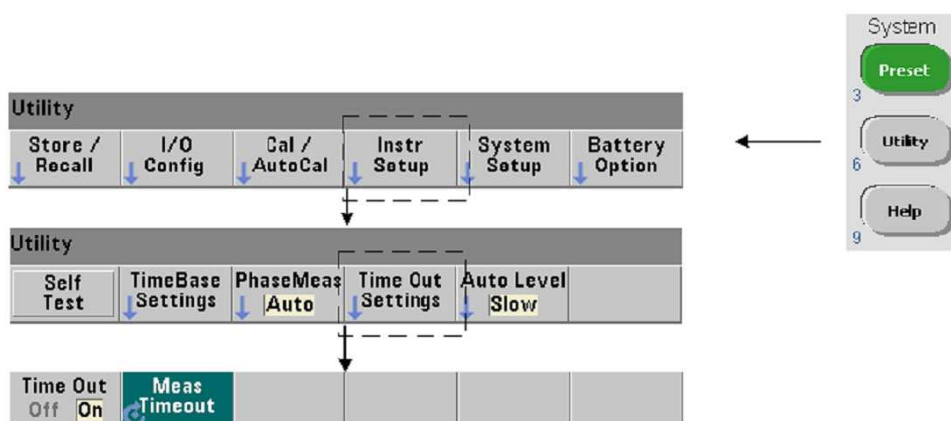 System
Preset
3
Utility
6
Help
9
Utility
Store / Recall
I/O Config
Cal / AutoCal
Instr Setup
System Setup
Battery Option
Utility
Self Test
TimeBase Settings
PhaseMeas Auto
Time Out Settings
Auto Level Slow
Time Out Off On
Meas Timeout